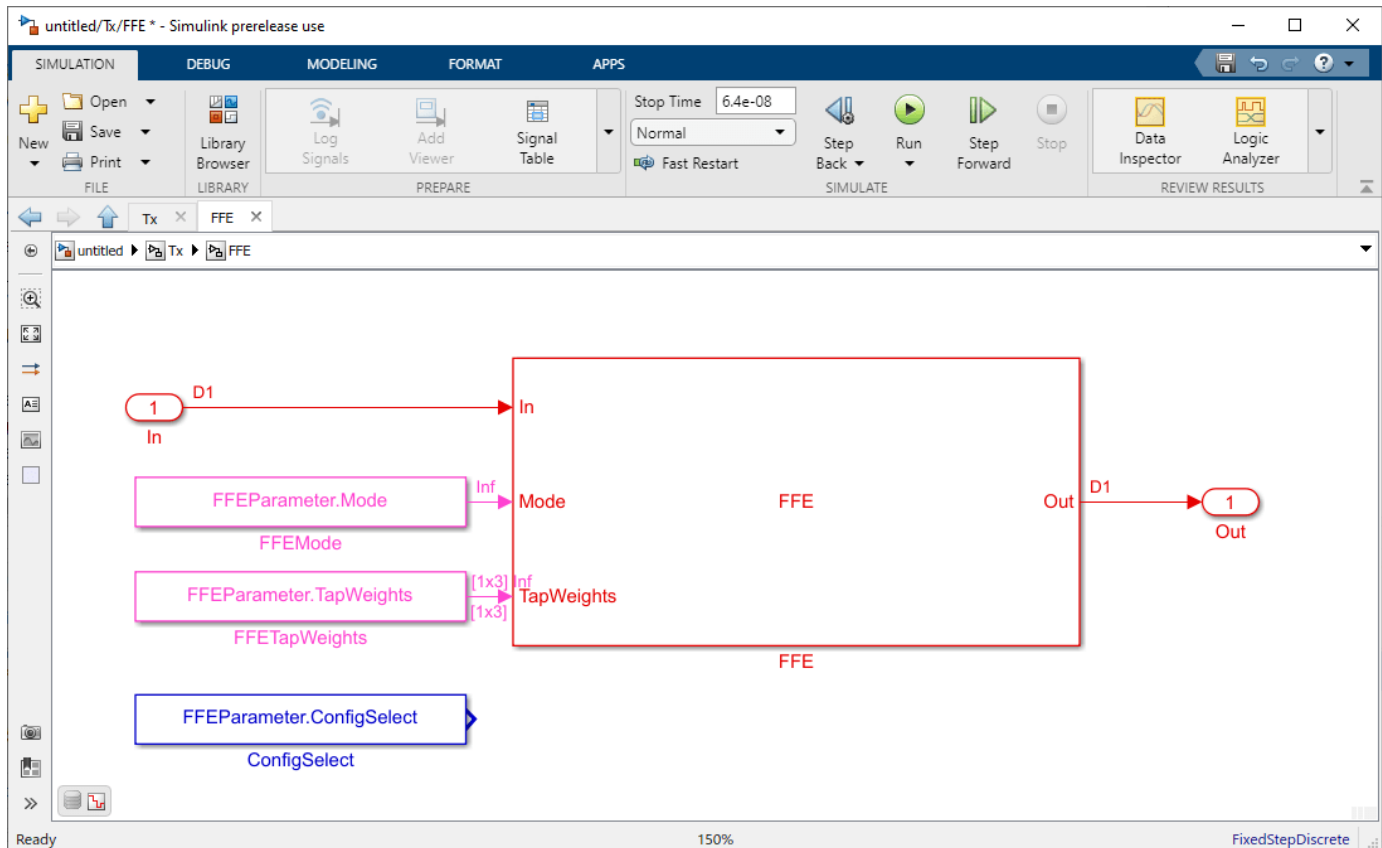 untitled/Tx/FFE * - Simulink prerelease use
SIMULATION DEBUG MODELING FORMAT APPS
New
Open
Save
Print
FILE
Library
Browser
LIBRARY
Log
Signals
Add
Viewer
Signal
Table
PREPARE
Stop Time 6.4e-08
Normal
Fast Restart
Step
Back
Run
Step
Forward
Stop
SIMULATE
Data
Inspector
Logic
Analyzer
REVIEW RESULTS
Tx FFE
untitled Tx FFE
D1
1
In
In
FFEParameter.Mode
Inf
Mode
FFEMode
FFE
Out
D1
1
Out
FFEParameter.TapWeights
[1x3] Inf
[1x3]
TapWeights
FFETapWeights
FFE
FFEParameter.ConfigSelect
ConfigSelect
Ready 150% FixedStepDiscrete